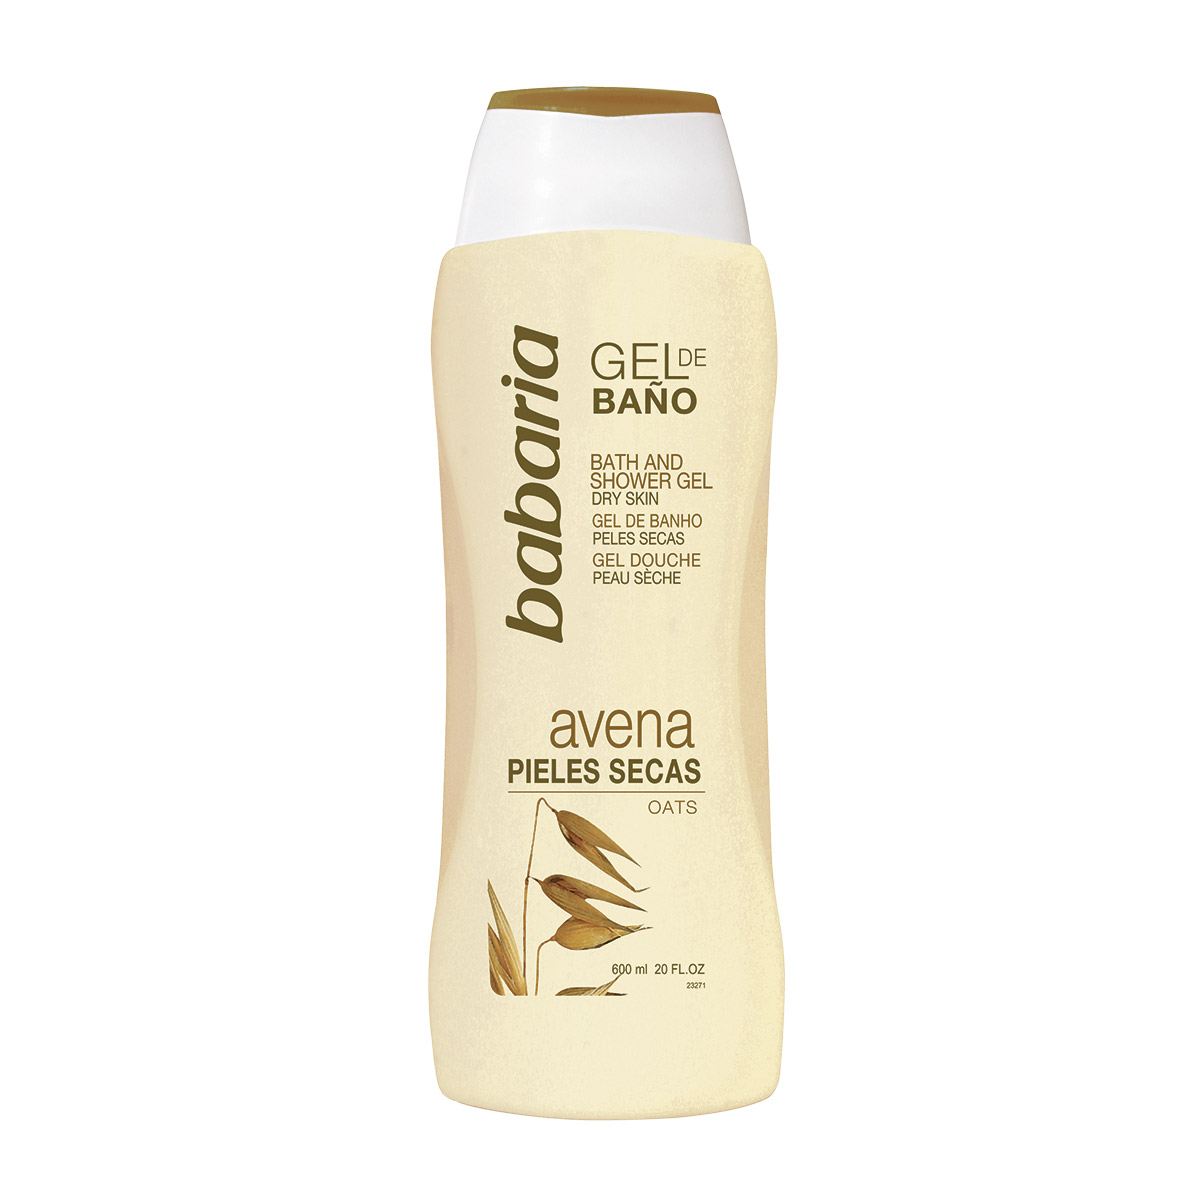 babaria
GEL DE
BAÑO
BATH AND
SHOWER GEL
DRY SKIN
GEL DE BANHO
PELES SECAS
GEL DOUCHE
PEAU SÈCHE
avena
PIELES SECAS
OATS
600 ml 20 FL.OZ
23271